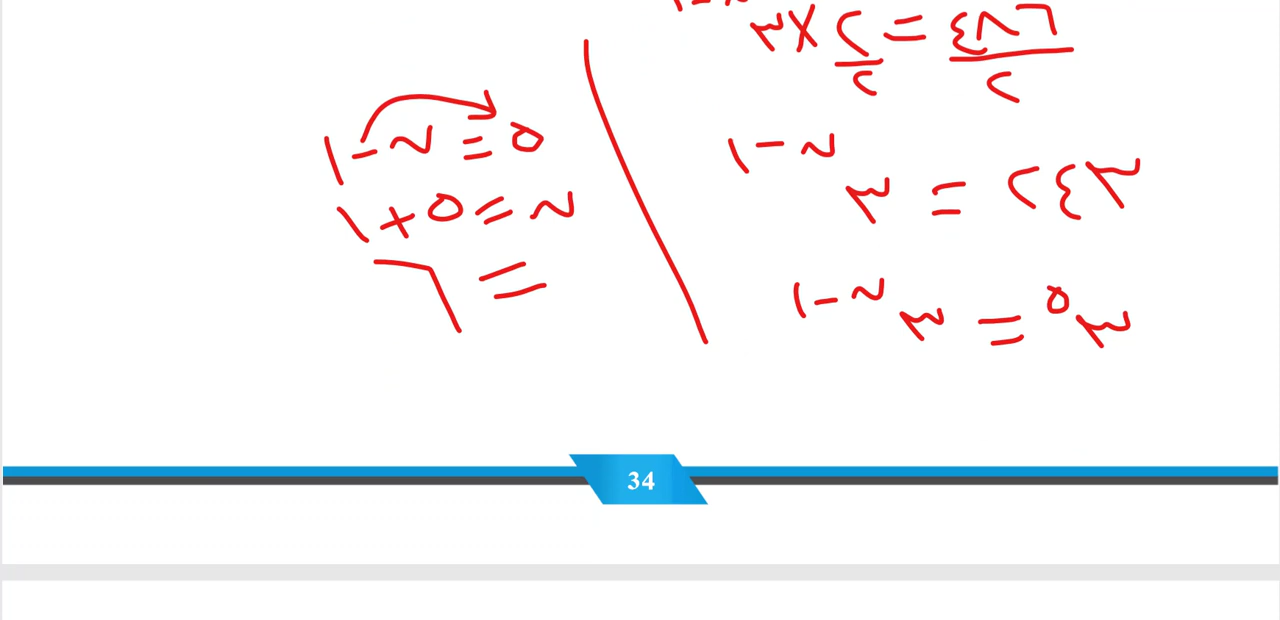 ٤٨٦/٢ = ٢/٢ × ٣
٢٤٣ = ٣^(ن - ١)
٣^٥ = ٣^(ن - ١)
٥ = ن - ١
ن = ٥ + ١
= ٦
34